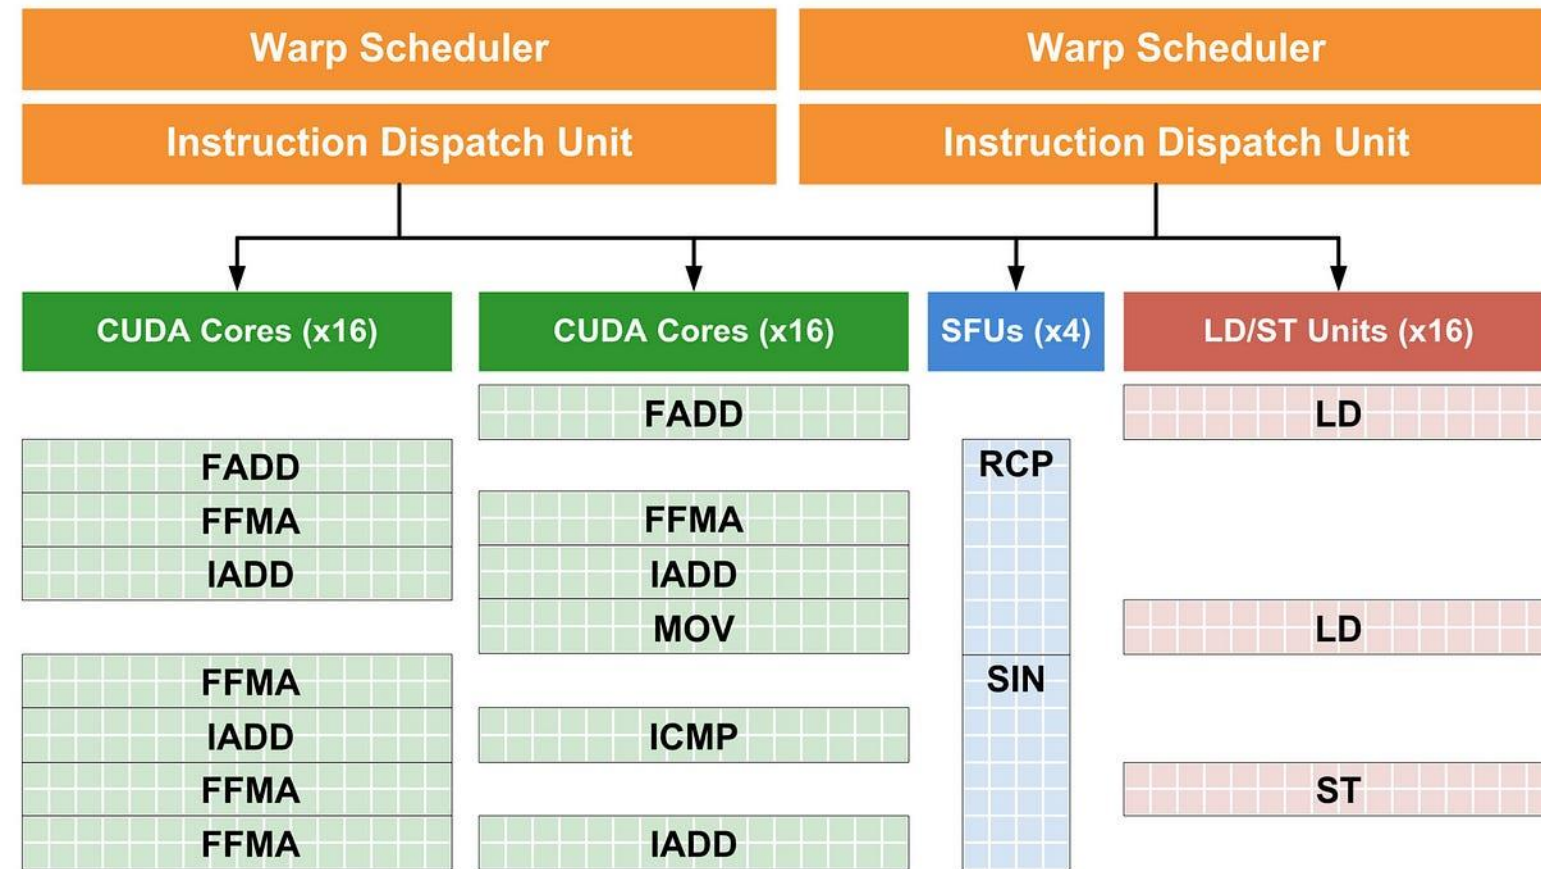 Warp Scheduler
Warp Scheduler
Instruction Dispatch Unit
Instruction Dispatch Unit
CUDA Cores (x16)
CUDA Cores (x16)
SFUs (x4)
LD/ST Units (x16)
FADD
LD
FADD
RCP
FFMA
FFMA
IADD
IADD
MOV
LD
FFMA
SIN
IADD
ICMP
FFMA
ST
FFMA
IADD